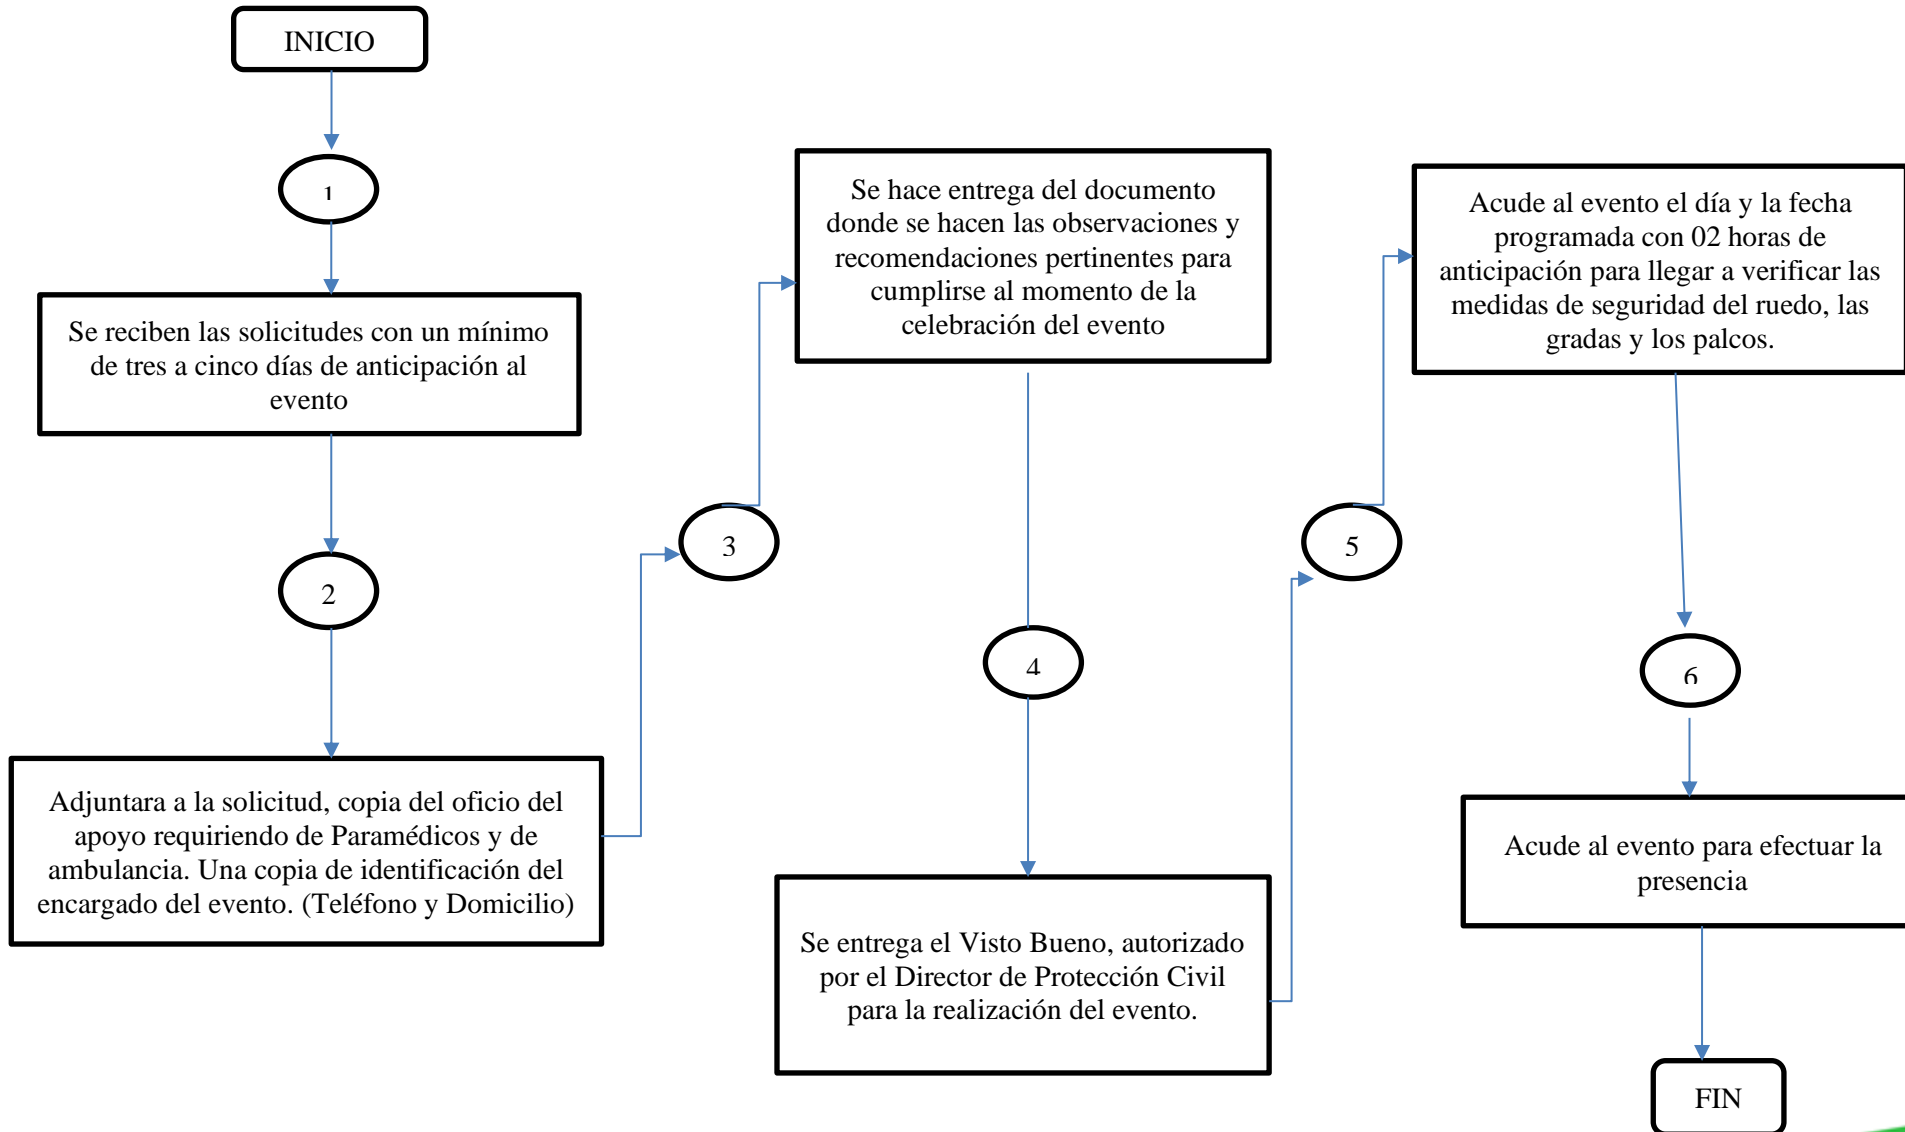 INICIO
1
Se reciben las solicitudes con un mínimo
de tres a cinco días de anticipación al
evento
2
Adjuntara a la solicitud, copia del oficio del
apoyo requiriendo de Paramédicos y de
ambulancia. Una copia de identificación del
encargado del evento. (Teléfono y Domicilio)
3
Se hace entrega del documento
donde se hacen las observaciones y
recomendaciones pertinentes para
cumplirse al momento de la
celebración del evento
4
Se entrega el Visto Bueno, autorizado
por el Director de Protección Civil
para la realización del evento.
5
Acude al evento el día y la fecha
programada con 02 horas de
anticipación para llegar a verificar las
medidas de seguridad del ruedo, las
gradas y los palcos.
6
Acude al evento para efectuar la
presencia
FIN